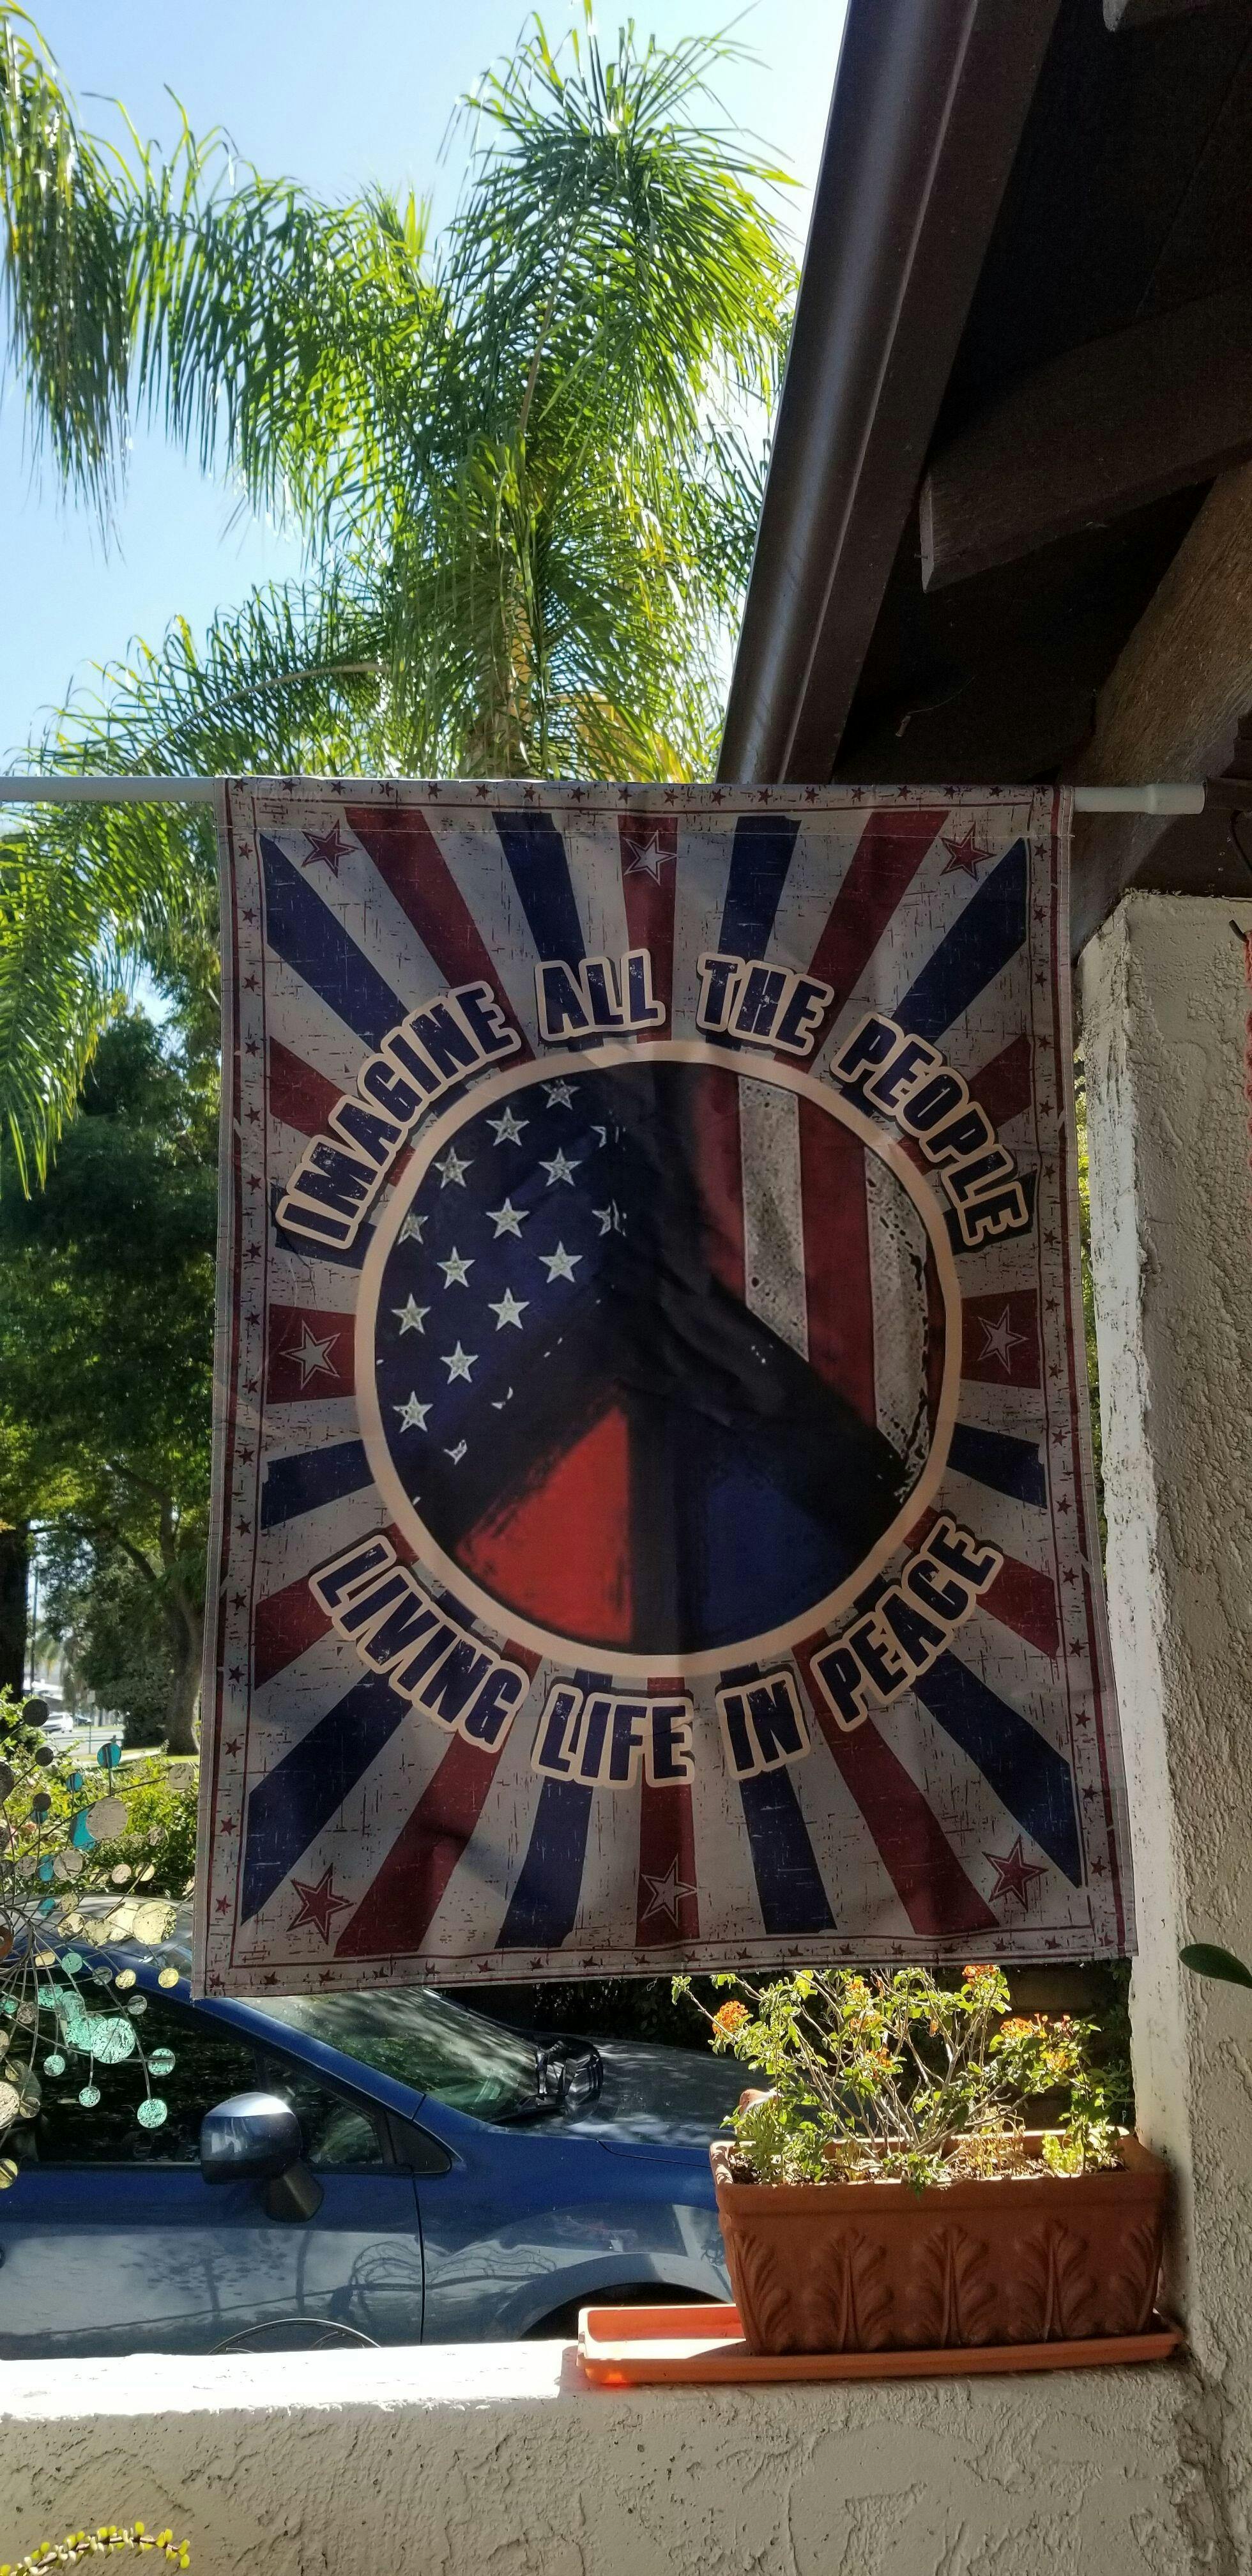 IMAGINE ALL THE PEOPLE
LIVING LIFE IN PEACE